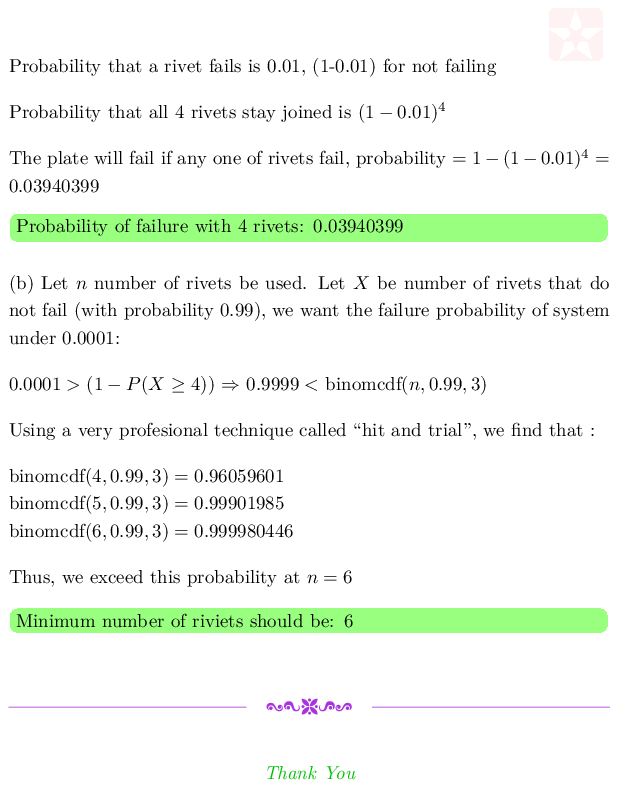 Probability that a rivet fails is 0.01, (1-0.01) for not failing
Probability that all 4 rivets stay joined is (1 − 0.01)⁴
The plate will fail if any one of rivets fail, probability = 1 − (1 − 0.01)⁴ =
0.03940399
Probability of failure with 4 rivets: 0.03940399
(b) Let n number of rivets be used. Let X be number of rivets that do
not fail (with probability 0.99), we want the failure probability of system
under 0.0001:
0.0001 > (1 − P(X ≥ 4)) ⇒ 0.9999 < binomcdf(n, 0.99, 3)
Using a very profesional technique called “hit and trial”, we find that :
binomcdf(4, 0.99, 3) = 0.96059601
binomcdf(5, 0.99, 3) = 0.99901985
binomcdf(6, 0.99, 3) = 0.999980446
Thus, we exceed this probability at n = 6
Minimum number of riviets should be: 6
Thank You